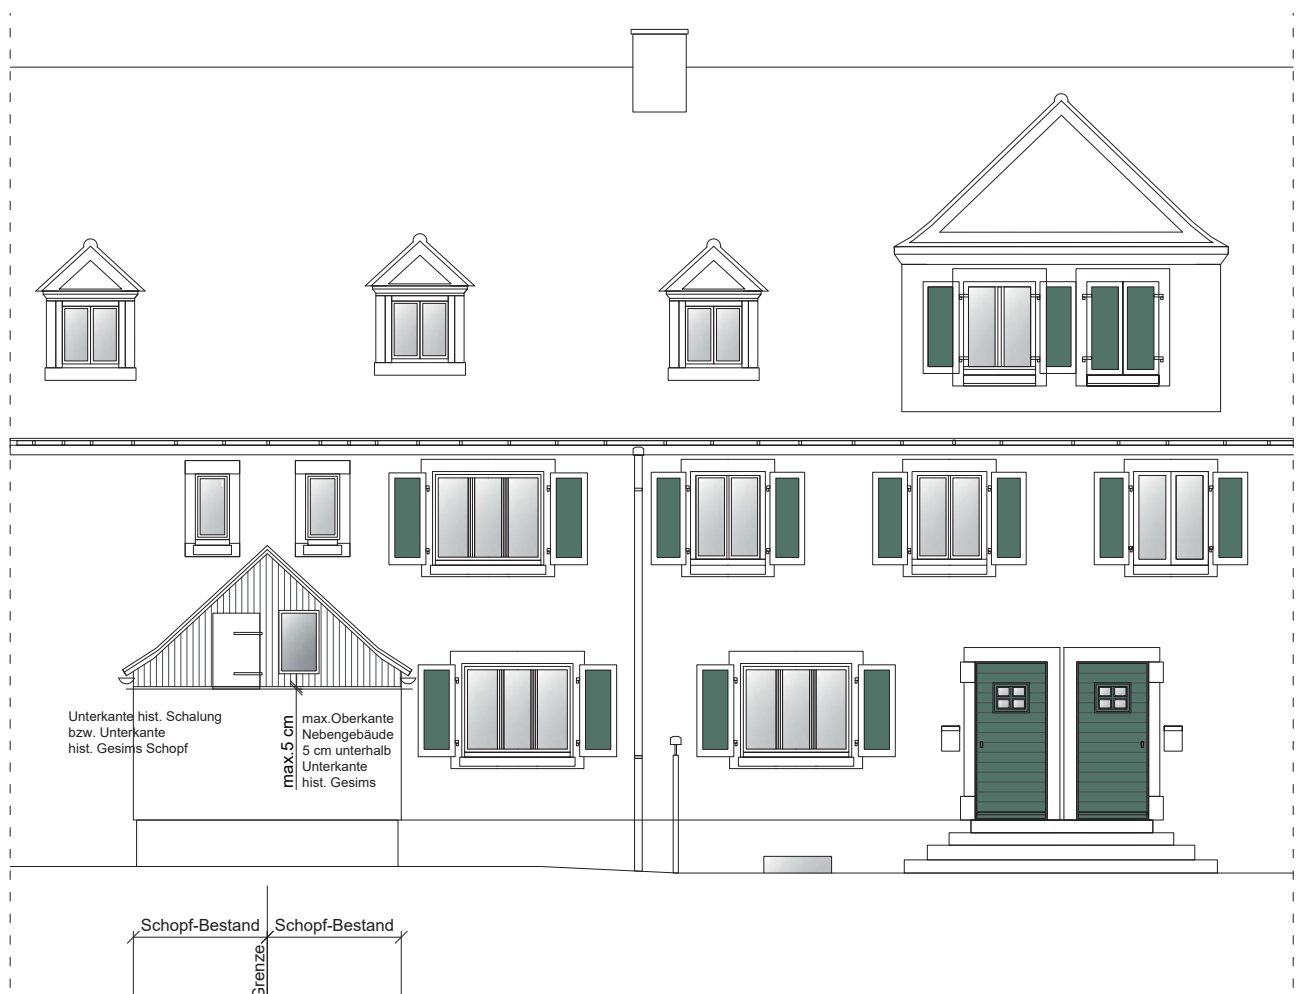 Unterkante hist. Schalung
bzw. Unterkante
hist. Gesims Schopf
max.5 cm
max.Oberkante
Nebengebäude
5 cm unterhalb
Unterkante
hist. Gesims
Schopf-Bestand
Schopf-Bestand
Grenze